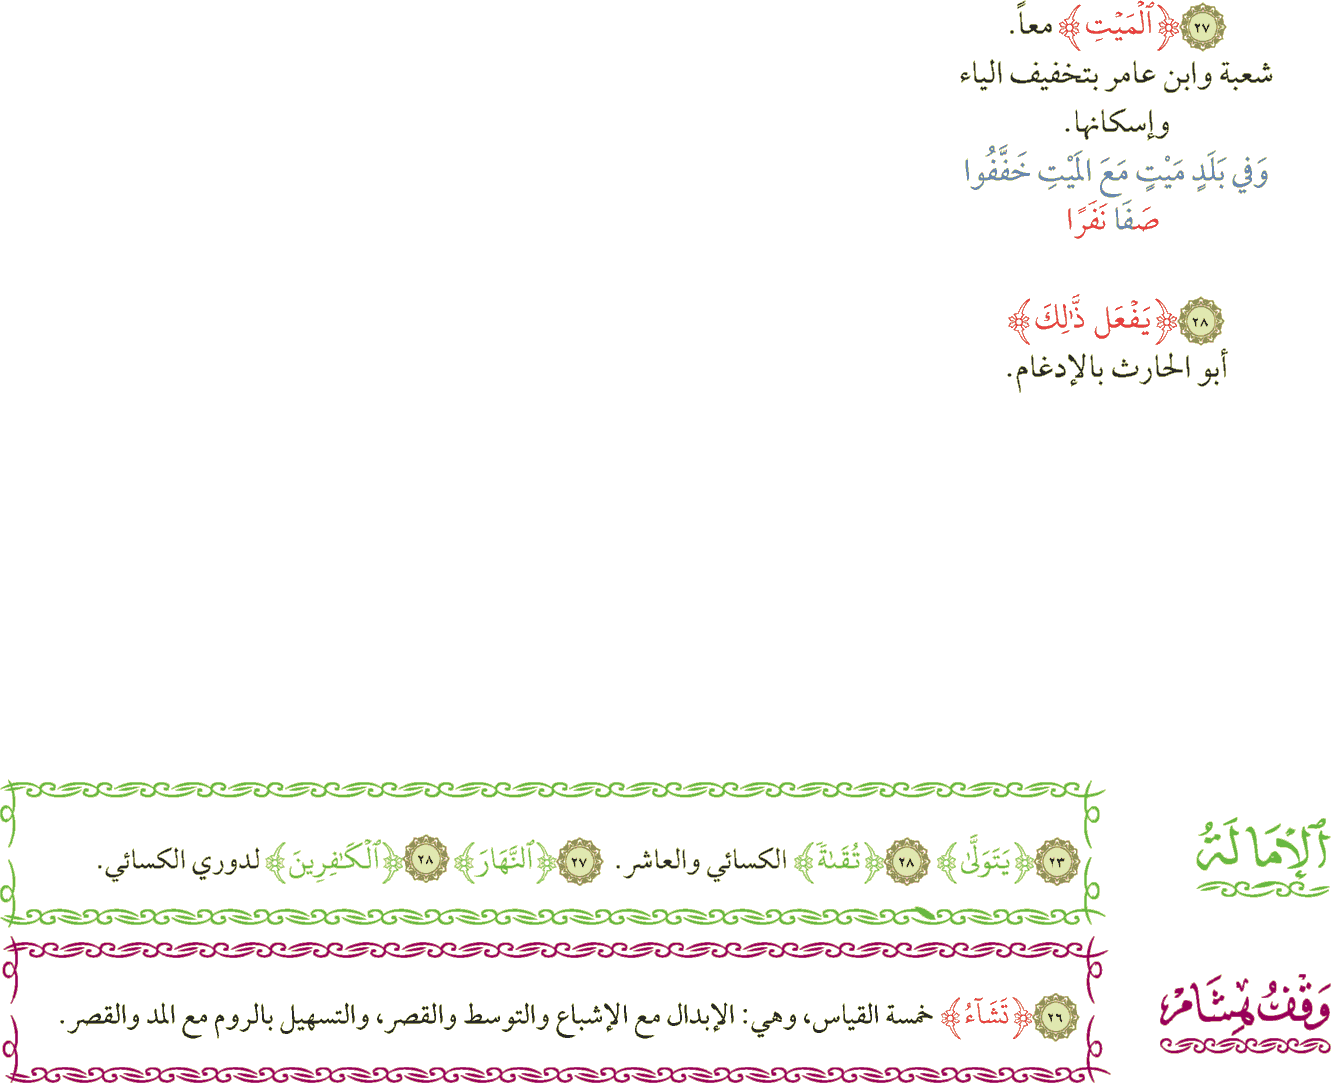 ٢٧ ﴿ٱلْمَيْتِ﴾ معاً.
شعبة وابن عامر بتخفيف الياء
وإسكانها.
وَفِي بَلَدٍ مَيْتٍ مَعَ المَيْتِ خَفَّفُوا
صَفَا نَفَرًا
٢٨ ﴿يَفْعَل ذَّٰلِكَ﴾
أبو الحارث بالإدغام.
ٱلْإِمَالَة
٢٣ ﴿يَتَوَلَّىٰ﴾ ٢٨ ﴿تُقَىٰةً﴾ الكسائي والعاشر. ٢٧ ﴿ٱلنَّهَارَ﴾ ٢٨ ﴿ٱلْكَٰفِرِينَ﴾ لدوري الكسائي.
وَقْفُ هِشَامْ
٢٦ ﴿تَشَآءُ﴾ خمسة القياس، وهي: الإبدال مع الإشباع والتوسط والقصر، والتسهيل بالروم مع المد والقصر.